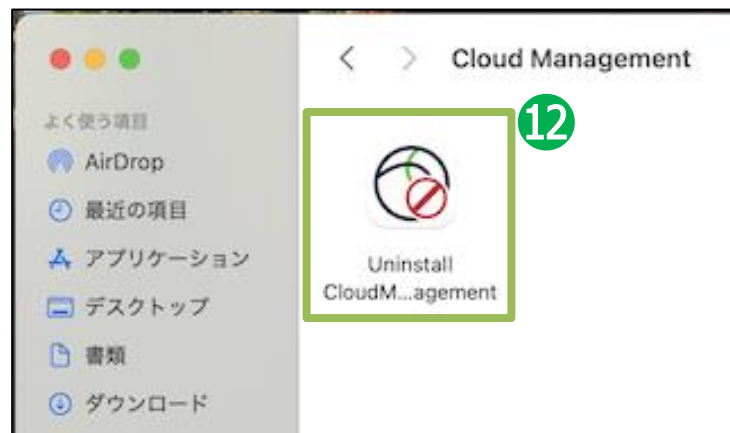 Cloud Management
よく使う項目
AirDrop
最近の項目
アプリケーション
デスクトップ
書類
ダウンロード
12
Uninstall
CloudM...agement